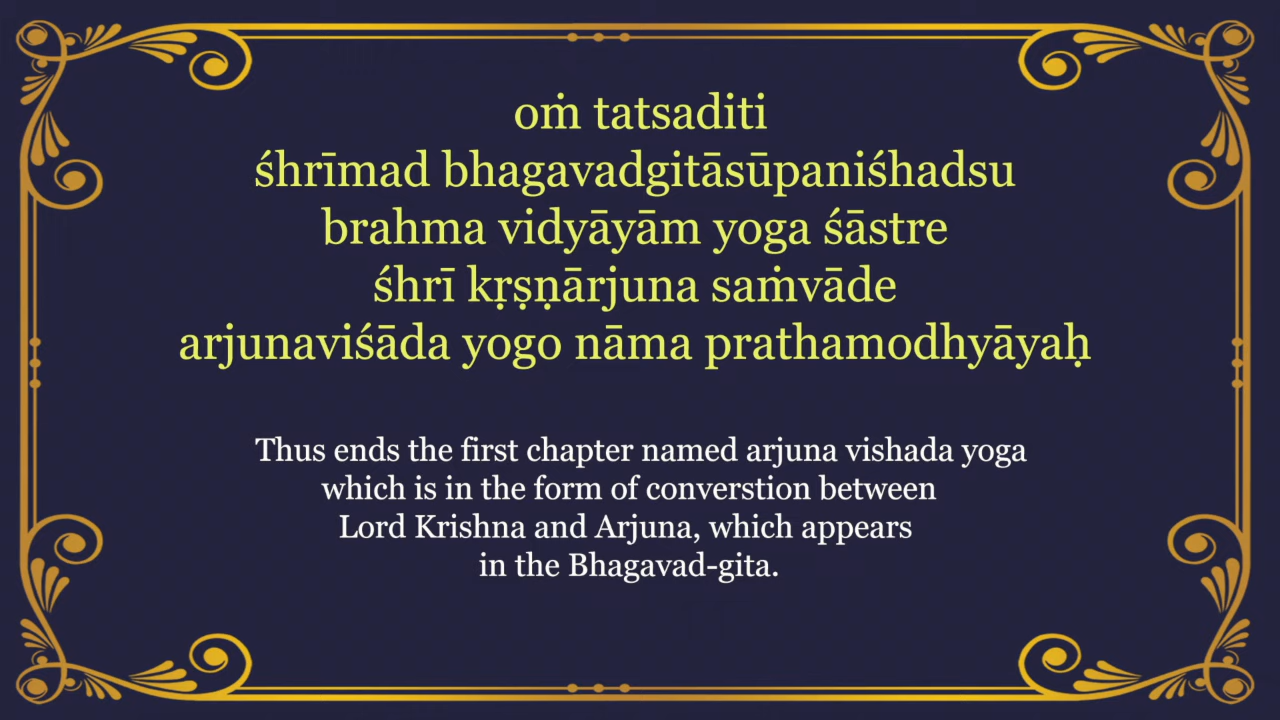 oṁ tatsaditi
śhrīmad bhagavadgitāsūpaniśhadsu
brahma vidyāyām yoga śāstre
śhrī kṛṣṇārjuna saṁvāde
arjunaviśāda yogo nāma prathamodhyāyaḥ
Thus ends the first chapter named arjuna vishada yoga
which is in the form of converstion between
Lord Krishna and Arjuna, which appears
in the Bhagavad-gita.